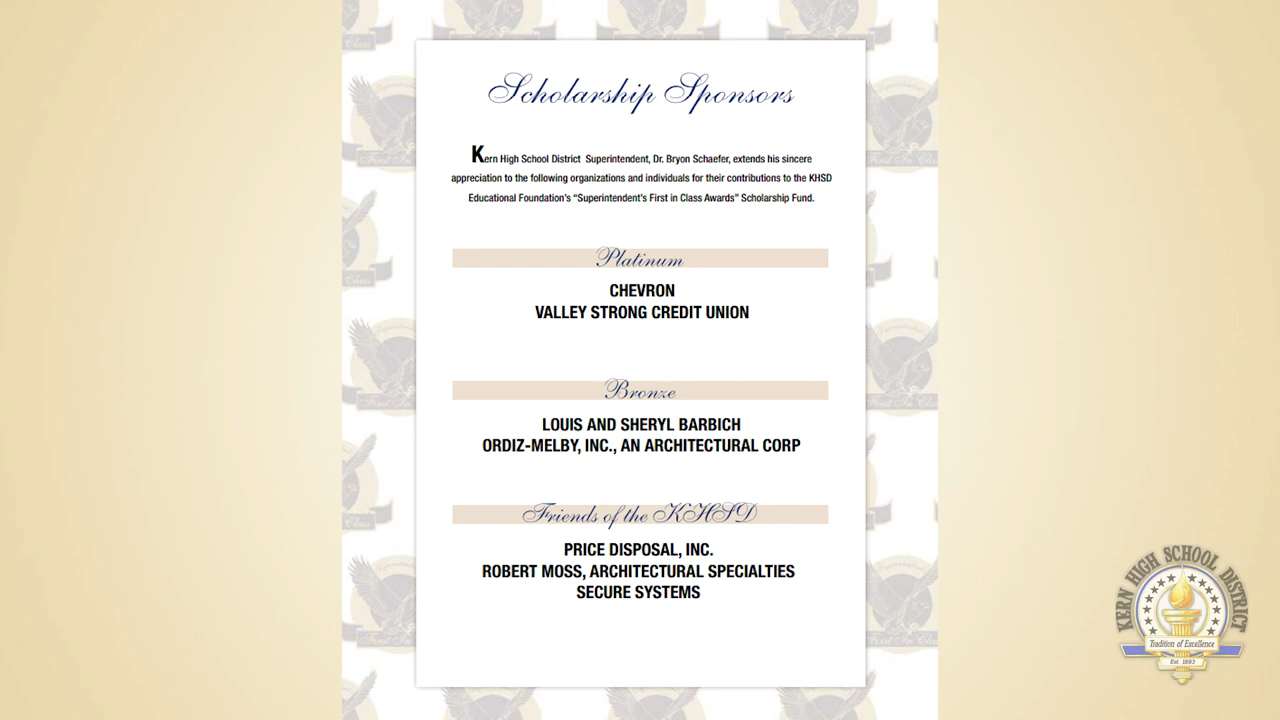 Scholarship Sponsors
Kern High School District Superintendent, Dr. Bryon Schaefer, extends his sincere
appreciation to the following organizations and individuals for their contributions to the KHSD
Educational Foundation's “Superintendent's First in Class Awards” Scholarship Fund.
Platinum
CHEVRON
VALLEY STRONG CREDIT UNION
Bronze
LOUIS AND SHERYL BARBICH
ORDIZ-MELBY, INC., AN ARCHITECTURAL CORP
Friends of the KHSD
PRICE DISPOSAL, INC.
ROBERT MOSS, ARCHITECTURAL SPECIALTIES
SECURE SYSTEMS
KERN HIGH SCHOOL DISTRICT
Tradition of Excellence
Est 1893